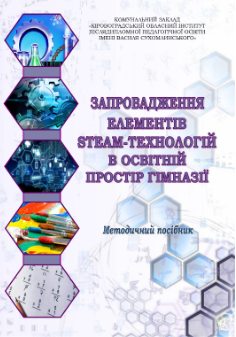 КОМУНАЛЬНИЙ ЗАКЛАД
«КІРОВОГРАДСЬКИЙ ОБЛАСНИЙ ІНСТИТУТ
ПІСЛЯДИПЛОМНОЇ ПЕДАГОГІЧНОЇ ОСВІТИ
ІМЕНІ ВАСИЛЯ СУХОМЛИНСЬКОГО»
ЗАПРОВАДЖЕННЯ
ЕЛЕМЕНТІВ
STEAM-ТЕХНОЛОГІЙ
В ОСВІТНІЙ
ПРОСТІР ГІМНАЗІЇ
Методичний посібник